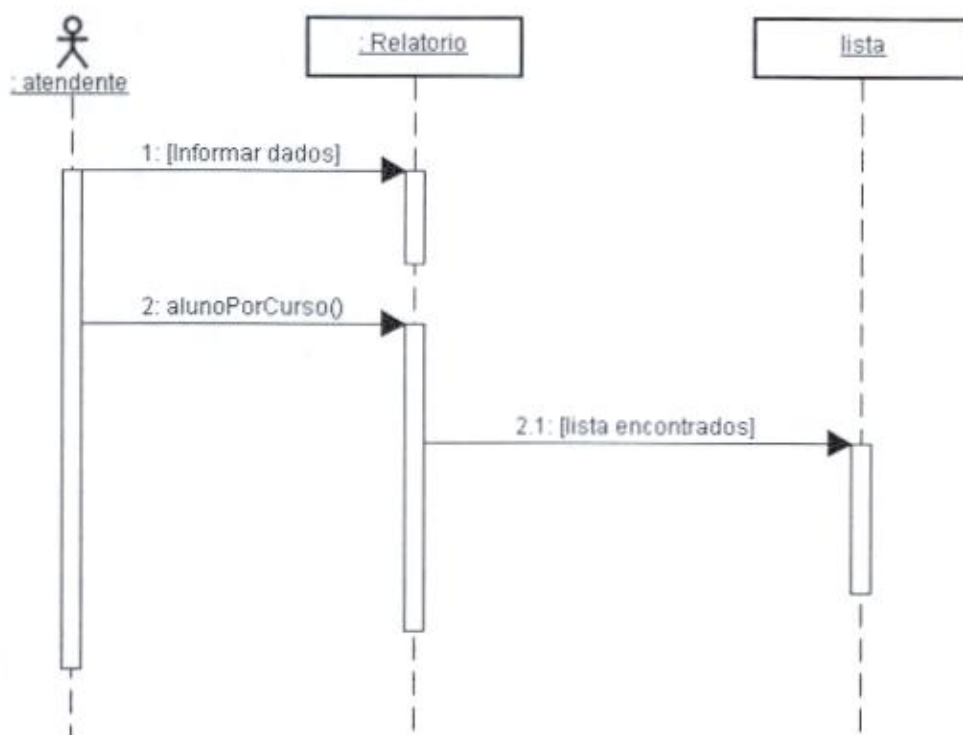 : Relatorio
lista
: atendente
1: [Informar dados]
2: alunoPorCurso()
2.1: [lista encontrados]